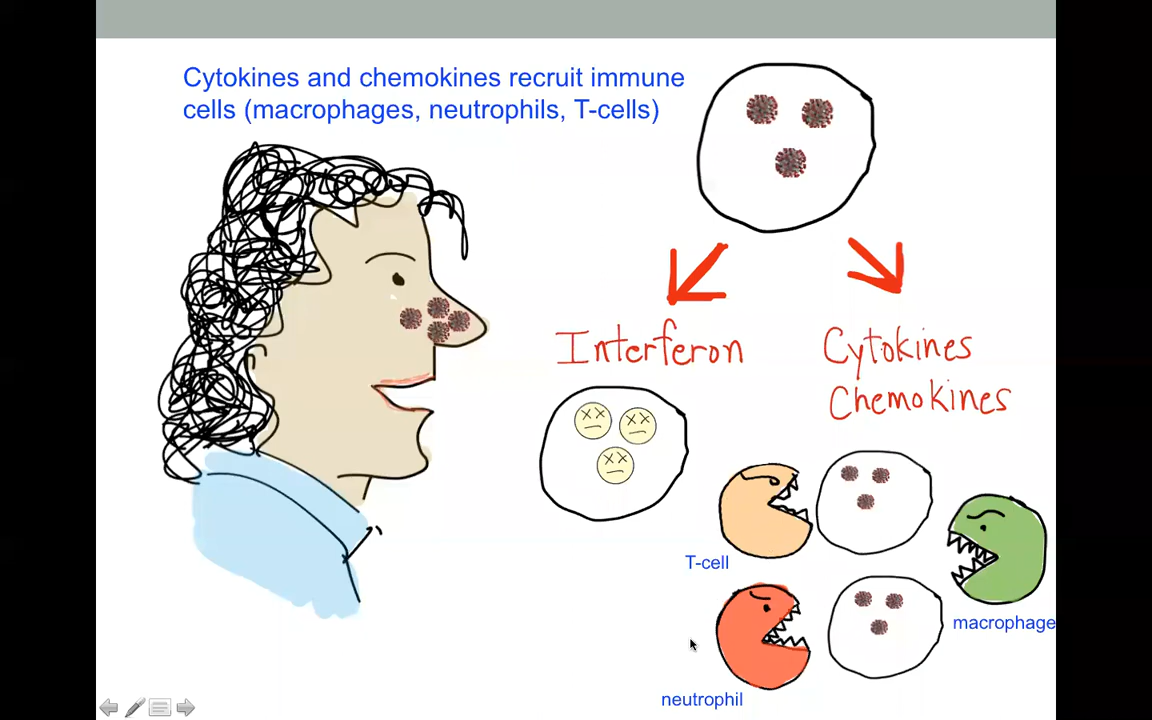 Cytokines and chemokines recruit immune
cells (macrophages, neutrophils, T-cells)
Interferon
Cytokines
Chemokines
T-cell
macrophage
neutrophil